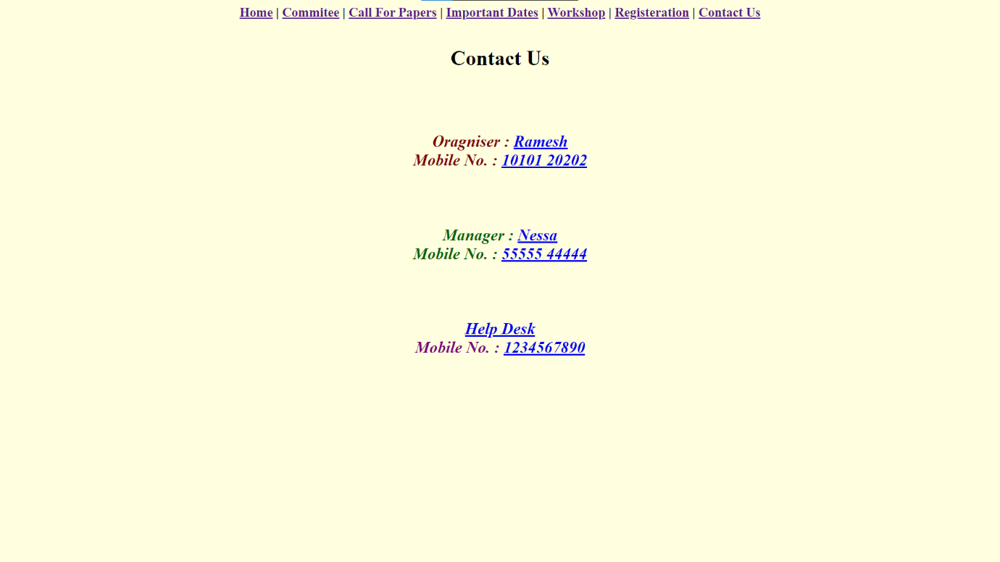 Home | Commitee | Call For Papers | Important Dates | Workshop | Registeration | Contact Us
Contact Us
Oragniser : Ramesh
Mobile No. : 10101 20202
Manager : Nessa
Mobile No. : 55555 44444
Help Desk
Mobile No. : 1234567890